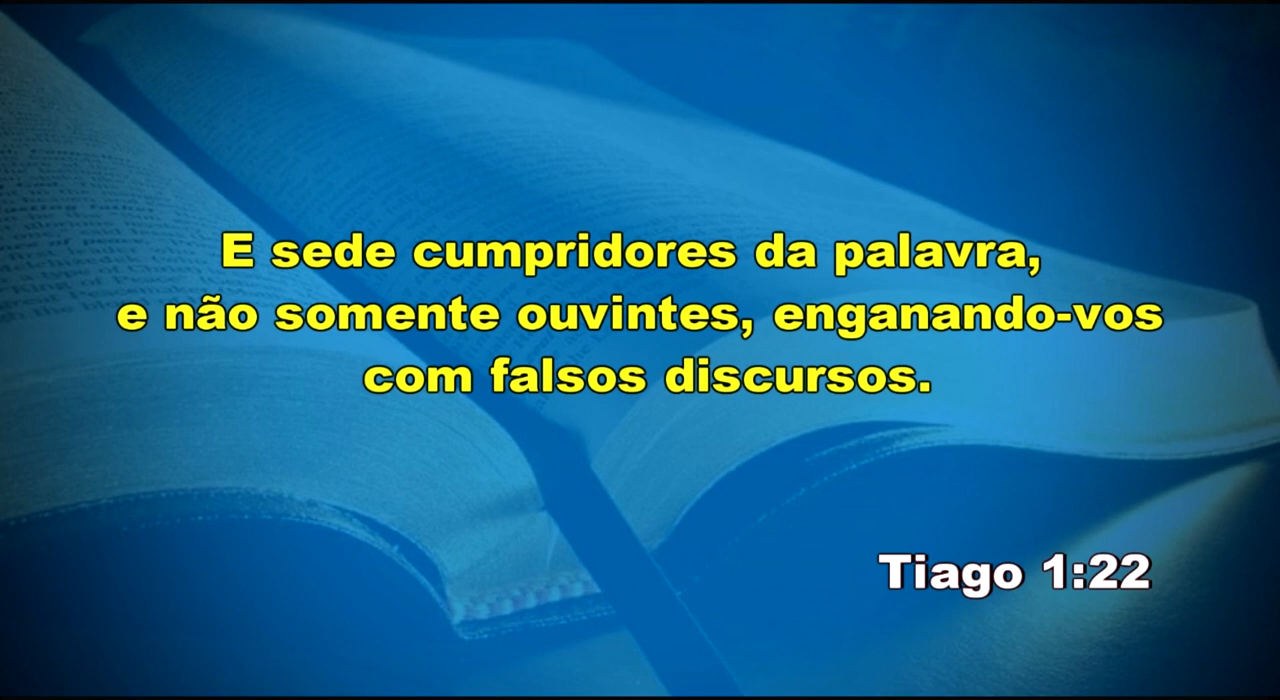 E sede cumpridores da palavra,
e não somente ouvintes, enganando-vos
com falsos discursos.
Tiago 1:22